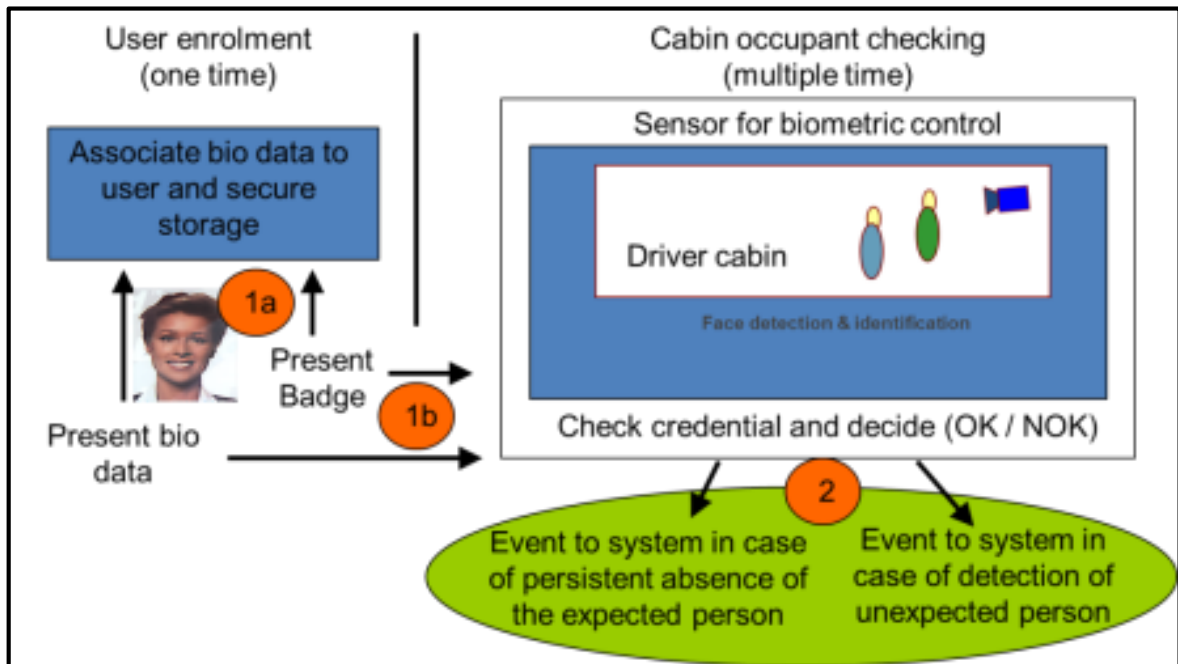 User enrolment
(one time)
Associate bio data to
user and secure
storage
1a
Present
Badge
1b
Present bio
data
Cabin occupant checking
(multiple time)
Sensor for biometric control
Driver cabin
Face detection & identification
Check credential and decide (OK / NOK)
2
Event to system in case
of persistent absence of
the expected person
Event to system in
case of detection of
unexpected person